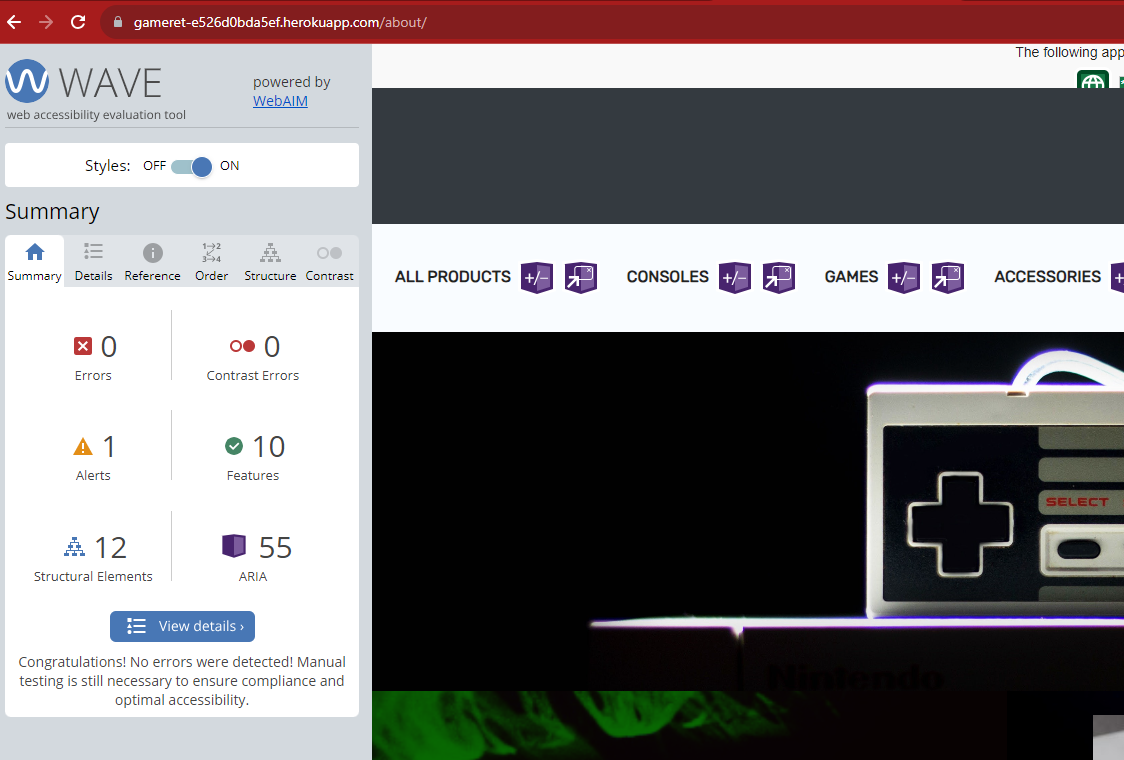 gameret-e526d0bda5ef.herokuapp.com/about/
The following app
WAVE
powered by
WebAIM
web accessibility evaluation tool
Styles: OFF ON
Summary
Summary Details Reference Order Structure Contrast
ALL PRODUCTS +/- CONSOLES +/- GAMES +/- ACCESSORIES
0 0
Errors Contrast Errors
1 10
Alerts Features
SELECT
12 55
Structural Elements ARIA
View details ›
Congratulations! No errors were detected! Manual
testing is still necessary to ensure compliance and
optimal accessibility.
Nintendo